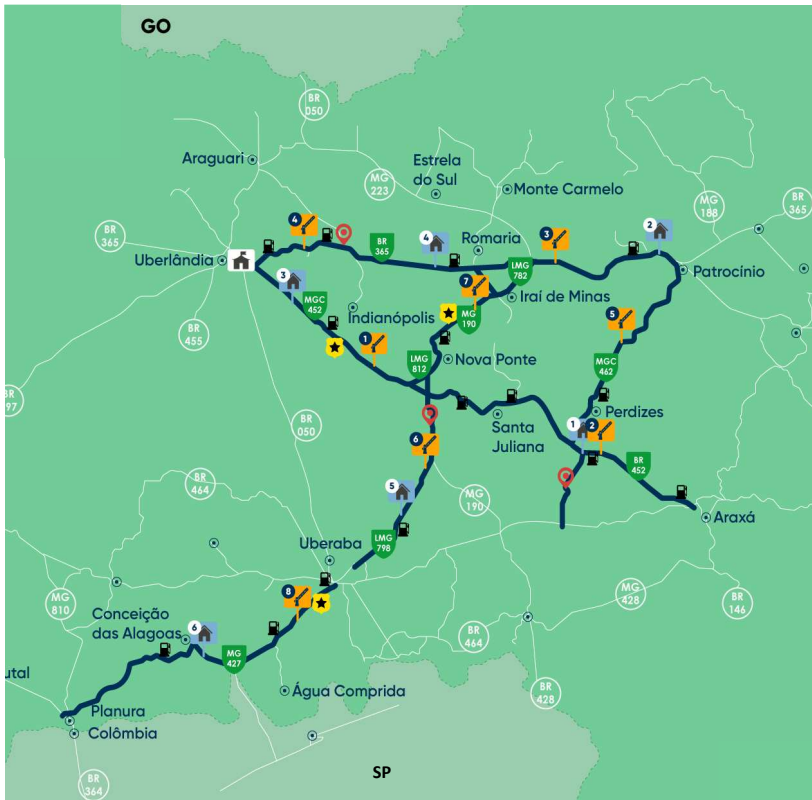 GO
BR
050
Araguari
Estrela
do Sul
MG
223
Monte Carmelo
MG
188
BR
365
BR
365
Uberlândia
4
BR
365
4
Romaria
3
2
LMG
782
Patrocínio
3
MGC
452
Indianópolis
7
Iraí de Minas
MG
190
5
BR
455
1
LMG
812
Nova Ponte
MGC
462
BR
97
BR
050
Santa
Juliana
Perdizes
1
2
6
BR
452
BR
464
5
MG
190
Araxá
Uberaba
LMG
798
MG
810
8
MG
428
BR
146
Conceição
das Alagoas
6
BR
464
MG
427
utal
Água Comprida
BR
428
Planura
Colômbia
SP
BR
364